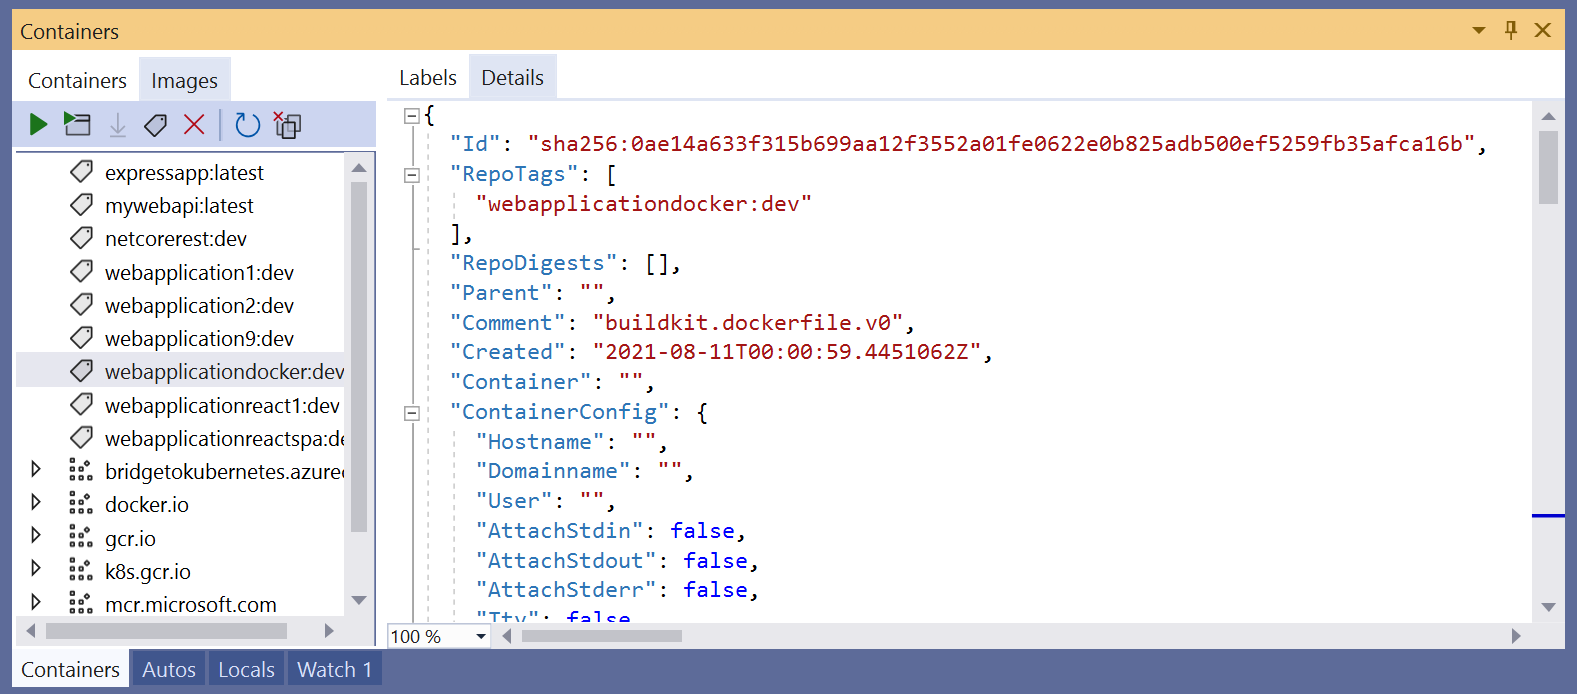 Containers
Containers Images
expressapp:latest
mywebapi:latest
netcorerest:dev
webapplication1:dev
webapplication2:dev
webapplication9:dev
webapplicationdocker:dev
webapplicationreact1:dev
webapplicationreactspa:de
bridgetokubernetes.azurec
docker.io
gcr.io
k8s.gcr.io
mcr.microsoft.com
Labels Details
{
"Id": "sha256:0ae14a633f315b699aa12f3552a01fe0622e0b825adb500ef5259fb35afca16b",
"RepoTags": [
"webapplicationdocker:dev"
],
"RepoDigests": [],
"Parent": "",
"Comment": "buildkit.dockerfile.v0",
"Created": "2021-08-11T00:00:59.4451062Z",
"Container": "",
"ContainerConfig": {
"Hostname": "",
"Domainname": "",
"User": "",
"AttachStdin": false,
"AttachStdout": false,
"AttachStderr": false,
"Tty": false
100 %
Containers Autos Locals Watch 1